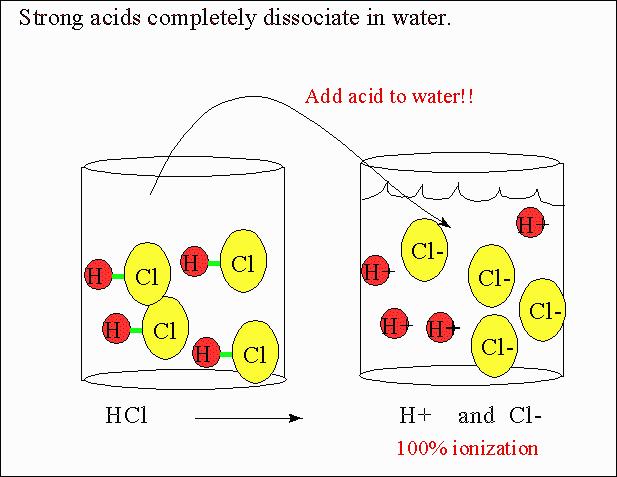 Strong acids completely dissociate in water.
Add acid to water!!
H Cl
H Cl
H Cl
H Cl
H+
Cl-
H+
Cl-
Cl-
H+
H+
Cl-
HCl
H+ and Cl-
100% ionization